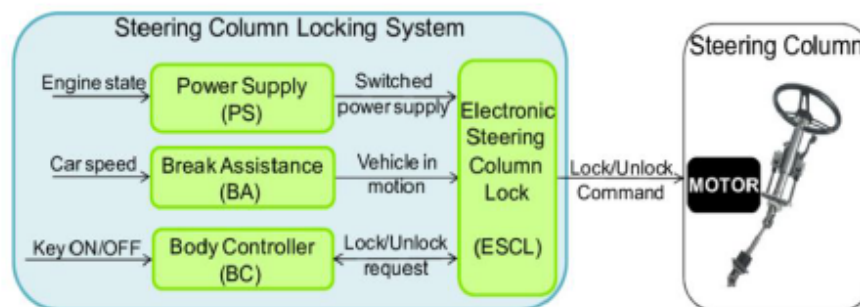 Steering Column Locking System
Steering Column
Engine state
Power Supply
(PS)
Switched
power supply
Car speed
Break Assistance
(BA)
Vehicle in
motion
Key ON/OFF
Body Controller
(BC)
Lock/Unlock
request
Electronic
Steering
Column
Lock
(ESCL)
Lock/Unlock
Command
MOTOR